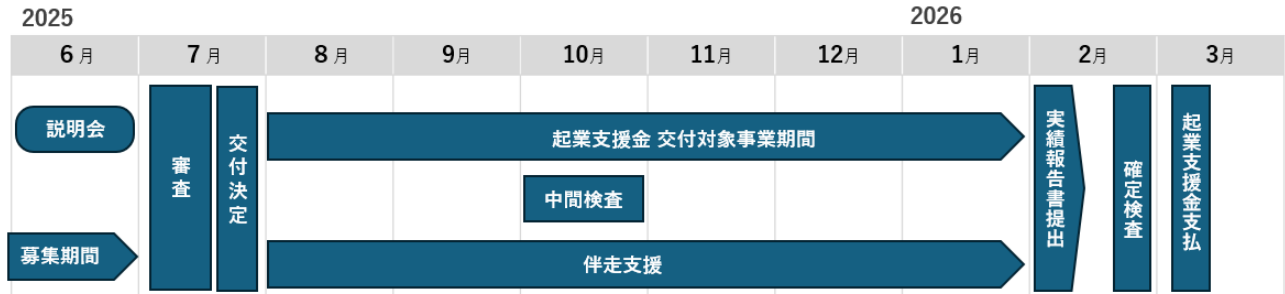 2025
2026
6月
7月
8月
9月
10月
11月
12月
1月
2月
3月
説明会
募集期間
審査
交付決定
起業支援金 交付対象事業期間
中間検査
伴走支援
実績報告書提出
確定検査
起業支援金支払